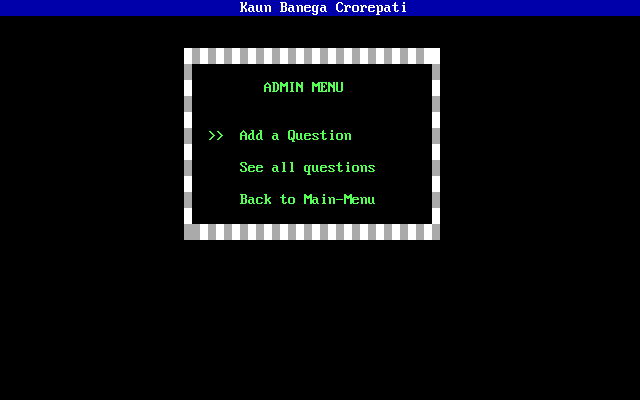 Kaun Banega Crorepati
ADMIN MENU
>> Add a Question
See all questions
Back to Main-Menu